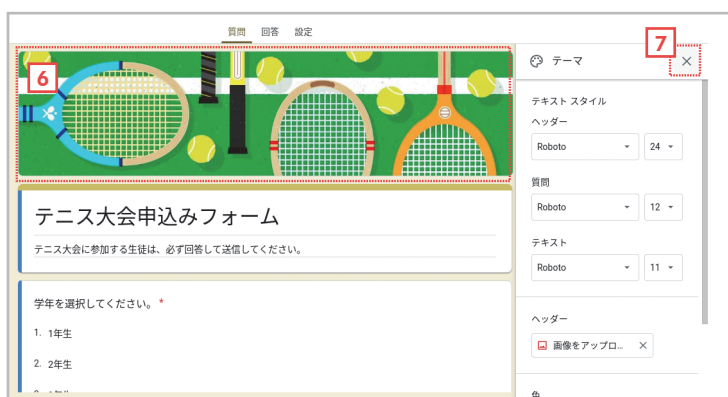 質問 回答 設定
6
7
テーマ
テキスト スタイル
ヘッダー
Roboto 24
質問
Roboto 12
テキスト
Roboto 11
ヘッダー
画像をアップロ...
色
テニス大会申込みフォーム
テニス大会に参加する生徒は、必ず回答して送信してください。
学年を選択してください。 *
1. 1年生
2. 2年生